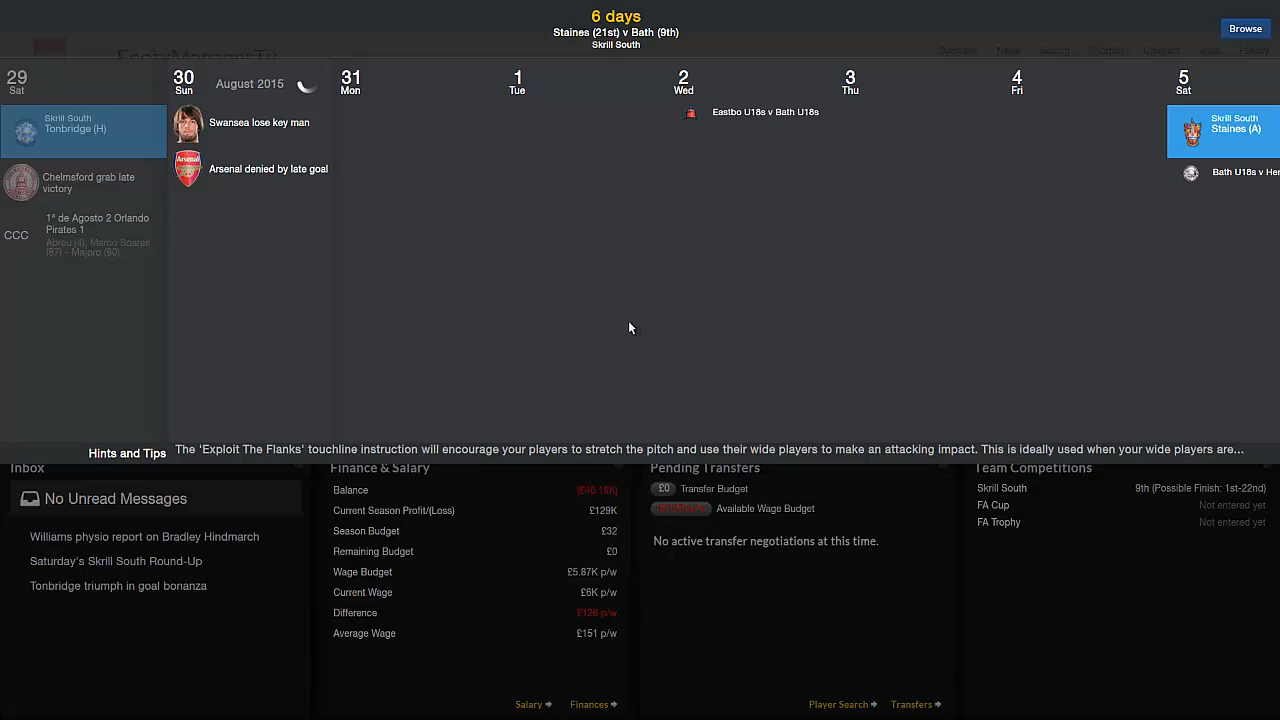 6 days
Staines (21st) v Bath (9th)
Skrill South
Browse
FootyManagerTv
Overview News Search Shortlist Contract Jobs History
29
Sat
30
Sun
August 2015
31
Mon
1
Tue
2
Wed
3
Thu
4
Fri
5
Sat
Skrill South
Tonbridge (H)
Chelmsford grab late
victory
CCC
1º de Agosto 2 Orlando
Pirates 1
Abreu (4), Marco Soares
(87) - Majoro (90)
Swansea lose key man
Arsenal
Arsenal denied by late goal
Eastbo U18s v Bath U18s
Skrill South
Staines (A)
Bath U18s v Her
Hints and Tips
The 'Exploit The Flanks' touchline instruction will encourage your players to stretch the pitch and use their wide players to make an attacking impact. This is ideally used when your wide players are...
Inbox
No Unread Messages
Williams physio report on Bradley Hindmarch
Saturday's Skrill South Round-Up
Tonbridge triumph in goal bonanza
Finance & Salary
Balance (£46.19K)
Current Season Profit/(Loss) £129K
Season Budget £32
Remaining Budget £0
Wage Budget £5.87K p/w
Current Wage £6K p/w
Difference £126 p/w
Average Wage £151 p/w
Salary
Finances
Pending Transfers
£0 Transfer Budget
Available Wage Budget
No active transfer negotiations at this time.
Player Search
Transfers
Team Competitions
Skrill South 9th (Possible Finish: 1st-22nd)
FA Cup Not entered yet
FA Trophy Not entered yet